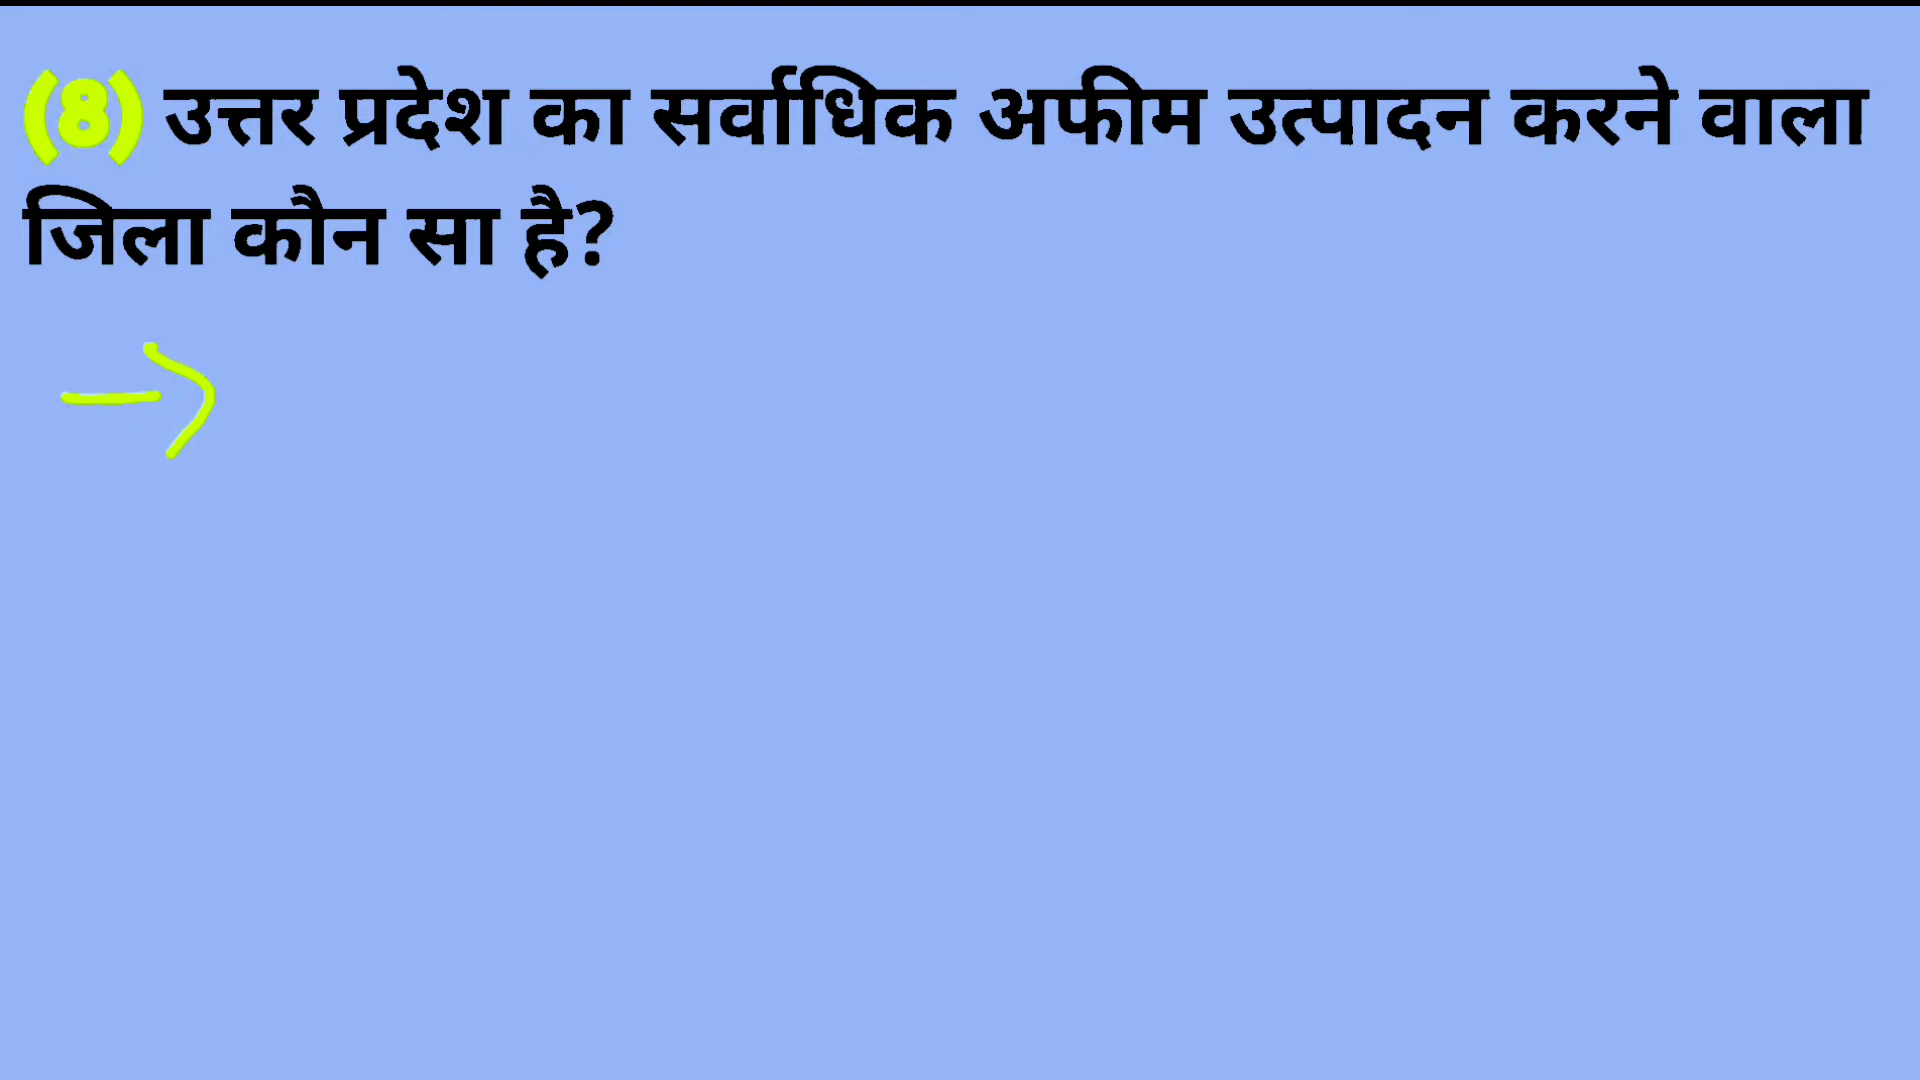 (8) उत्तर प्रदेश का सर्वाधिक अफीम उत्पादन करने वाला
जिला कौन सा है?